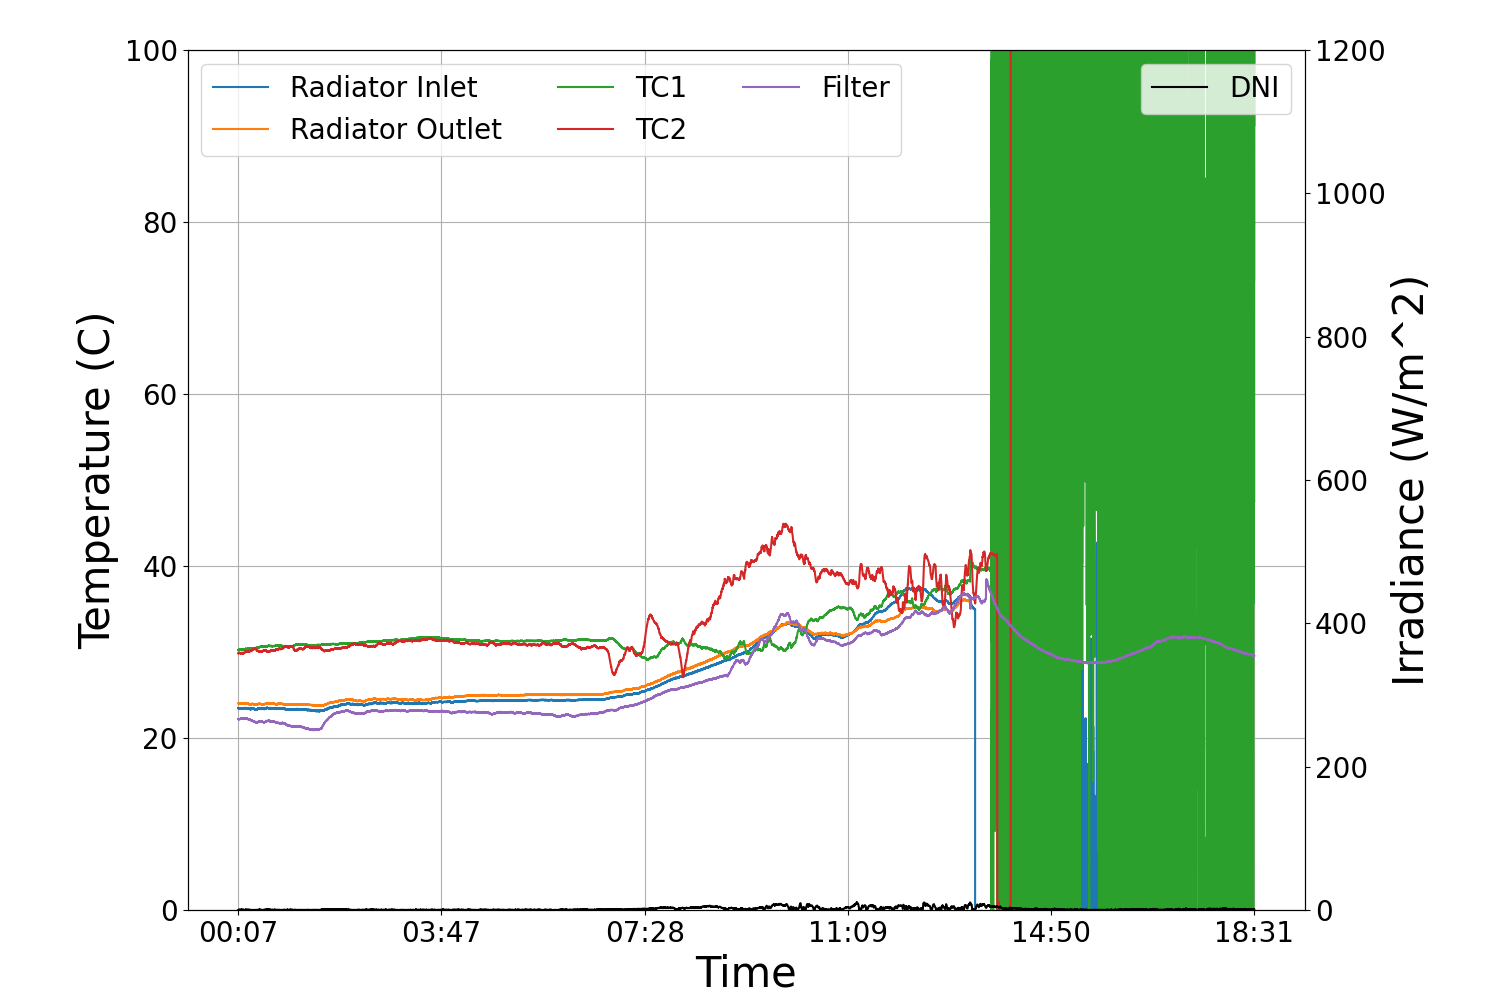 Radiator Inlet
Radiator Outlet
TC1
TC2
Filter
DNI
100
80
60
40
20
0
Temperature (C)
1200
1000
800
600
400
200
0
Irradiance (W/m^2)
00:07
03:47
07:28
11:09
14:50
18:31
Time